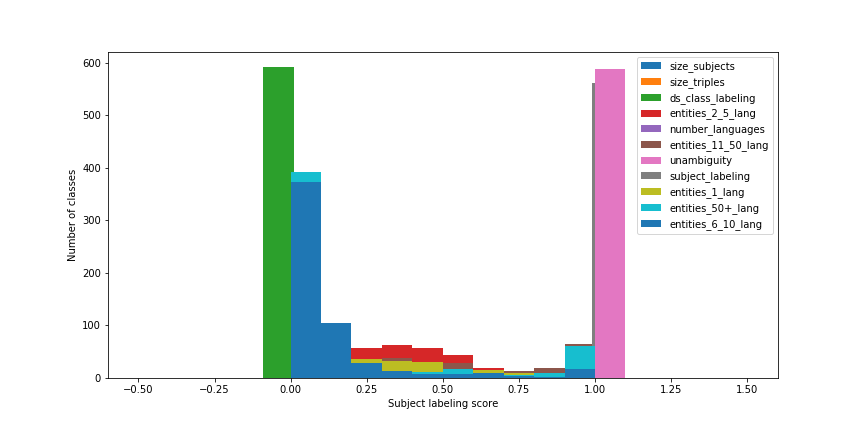 600
500
400
300
200
100
0
Number of classes
−0.50
−0.25
0.00
0.25
0.50
0.75
1.00
1.25
1.50
Subject labeling score
size_subjects
size_triples
ds_class_labeling
entities_2_5_lang
number_languages
entities_11_50_lang
unambiguity
subject_labeling
entities_1_lang
entities_50+_lang
entities_6_10_lang